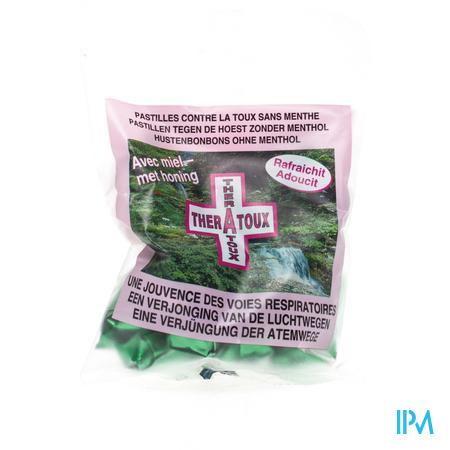 PASTILLES CONTRE LA TOUX SANS MENTHE
PASTILLEN TEGEN DE HOEST ZONDER MENTHOL
HUSTENBONBONS OHNE MENTHOL
Avec miel -
met honing
Rafraichit
Adoucit
THERATOUX
THERATOUX
UNE JOUVENCE DES VOIES RESPIRATOIRES
EEN VERJONGING VAN DE LUCHTWEGEN
EINE VERJÜNGUNG DER ATEMWEGE
IPM